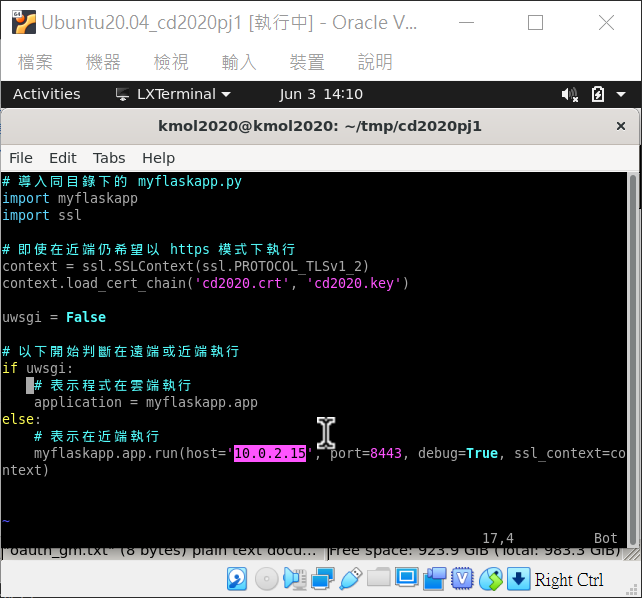 Ubuntu20.04_cd2020pj1 [執行中] - Oracle V...
檔案 機器 檢視 輸入 裝置 說明
Activities LXTerminal Jun 3 14:10
kmol2020@kmol2020: ~/tmp/cd2020pj1
File Edit Tabs Help
# 導入同目錄下的 myflaskapp.py
import myflaskapp
import ssl
# 即使在近端仍希望以 https 模式下執行
context = ssl.SSLContext(ssl.PROTOCOL_TLSv1_2)
context.load_cert_chain('cd2020.crt', 'cd2020.key')
uwsgi = False
# 以下開始判斷在遠端或近端執行
if uwsgi:
# 表示程式在雲端執行
application = myflaskapp.app
else:
# 表示在近端執行
myflaskapp.app.run(host='10.0.2.15', port=8443, debug=True, ssl_context=co
ntext)
~
17,4 Bot
"oauth_gm.txt" (8 bytes) plain text docu... Free space: 923.9 GiB (Total: 983.3 GiB)
Right Ctrl